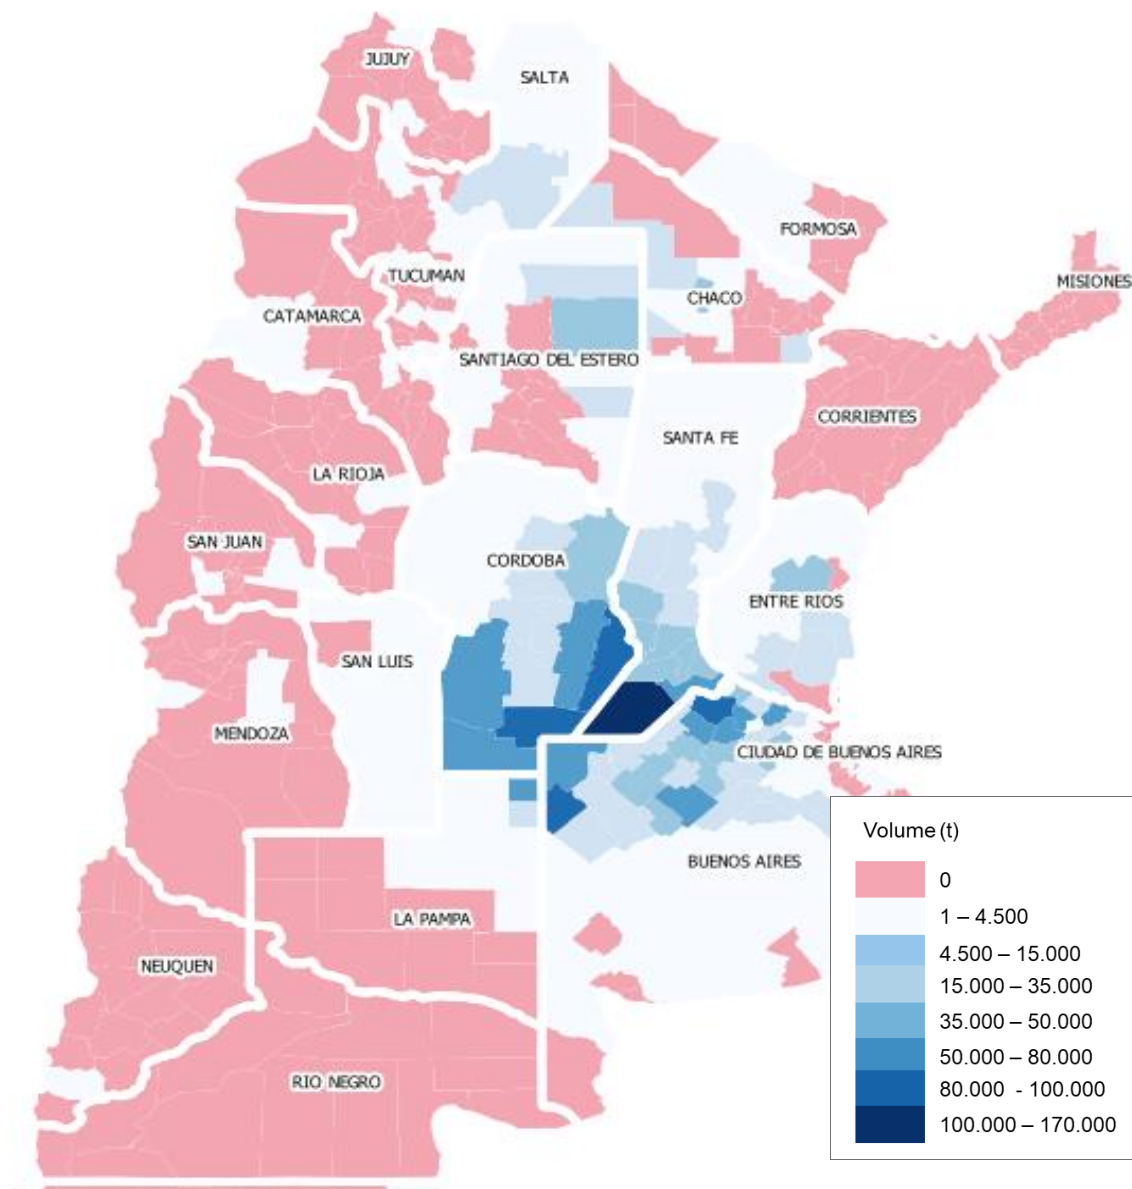 JUJUY
SALTA
FORMOSA
MISIONES
TUCUMAN
CHACO
CATAMARCA
SANTIAGO DEL ESTERO
CORRIENTES
SANTA FE
LA RIOJA
SAN JUAN
CORDOBA
ENTRE RIOS
SAN LUIS
MENDOZA
CIUDAD DE BUENOS AIRES
BUENOS AIRES
LA PAMPA
NEUQUEN
RIO NEGRO
Volume (t)
0
1 – 4.500
4.500 – 15.000
15.000 – 35.000
35.000 – 50.000
50.000 – 80.000
80.000 - 100.000
100.000 – 170.000